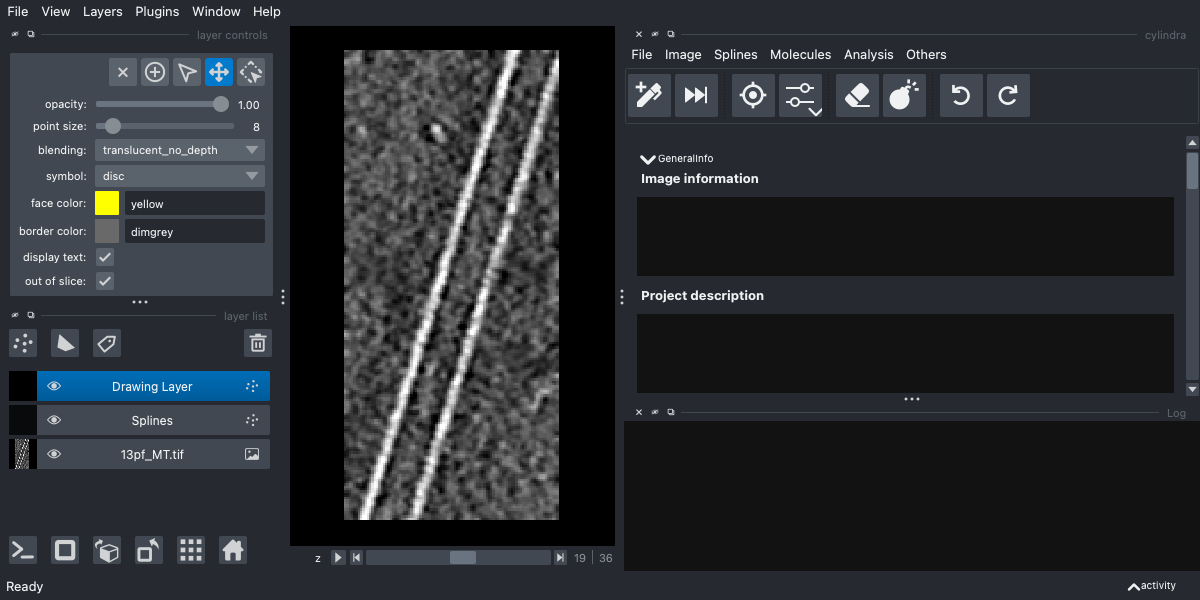 File View Layers Plugins Window Help
layer controls
opacity: 1.00
point size: 8
blending: translucent_no_depth
symbol: disc
face color: yellow
border color: dimgrey
display text:
out of slice:
layer list
Drawing Layer
Splines
13pf_MT.tif
z 19 36
Ready
cylindra
File Image Splines Molecules Analysis Others
GeneralInfo
Image information
Project description
Log
activity